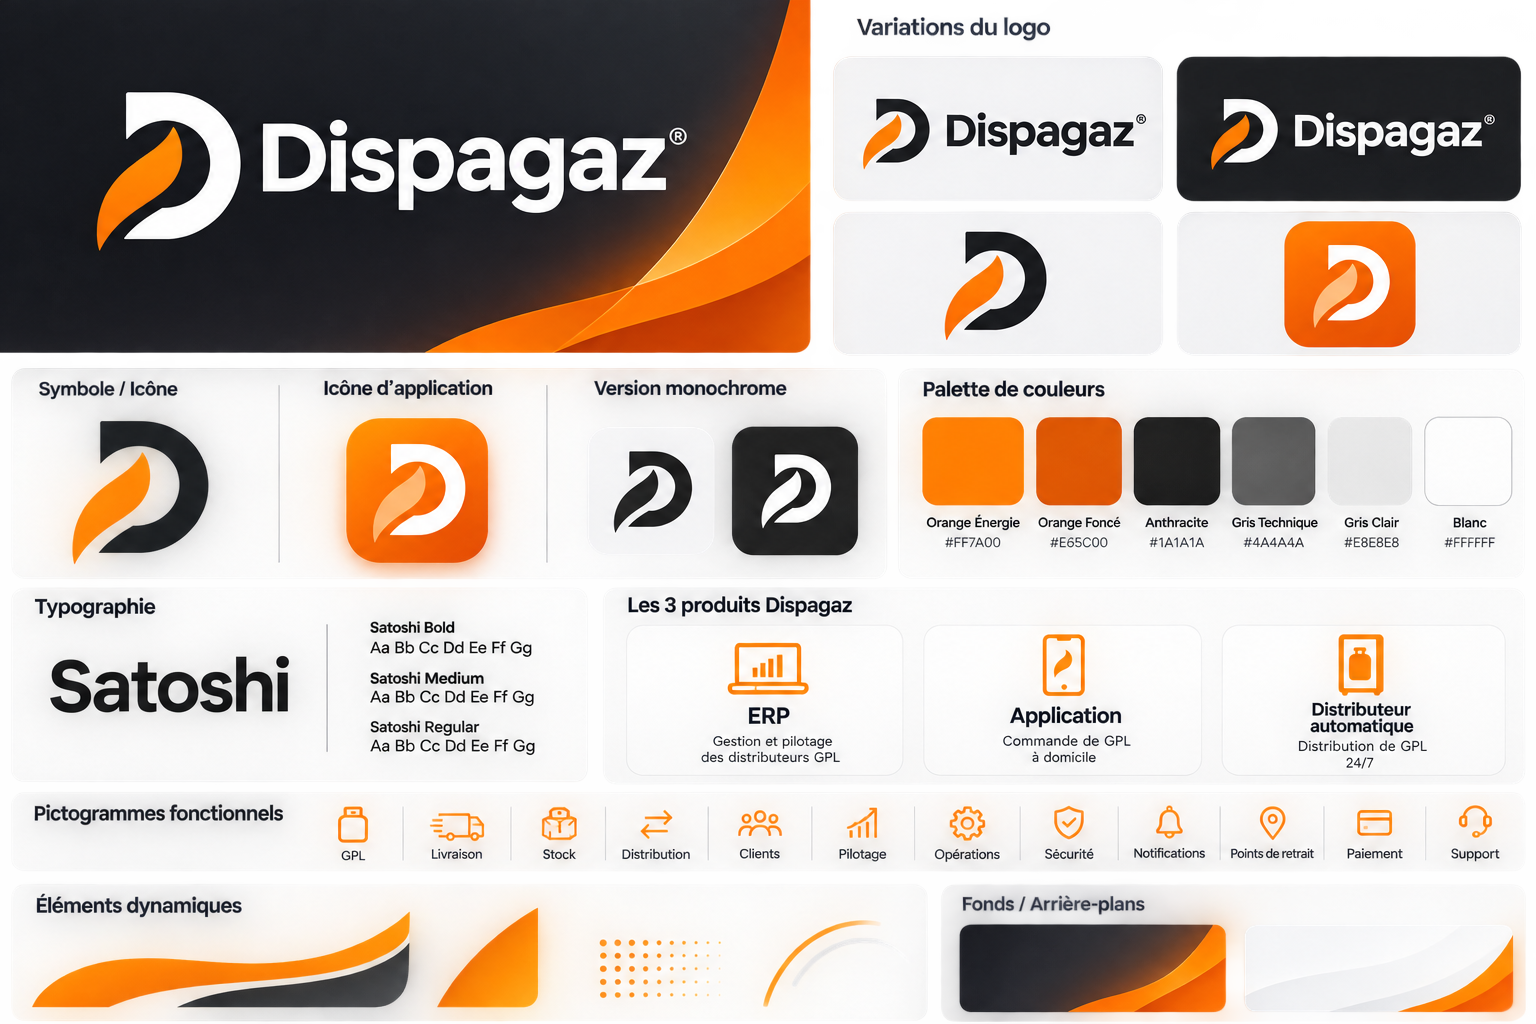 Dispagaz®
Variations du logo
Dispagaz®
Dispagaz®
Symbole / Icône
Icône d'application
Version monochrome
Palette de couleurs
Orange Énergie
#FF7A00
Orange Foncé
#E65C00
Anthracite
#1A1A1A
Gris Technique
#4A4A4A
Gris Clair
#E8E8E8
Blanc
#FFFFFF
Typographie
Satoshi
Satoshi Bold
Aa Bb Cc Dd Ee Ff Gg
Satoshi Medium
Aa Bb Cc Dd Ee Ff Gg
Satoshi Regular
Aa Bb Cc Dd Ee Ff Gg
Les 3 produits Dispagaz
ERP
Gestion et pilotage
des distributeurs GPL
Application
Commande de GPL
à domicile
Distributeur
automatique
Distribution de GPL
24/7
Pictogrammes fonctionnels
GPL
Livraison
Stock
Distribution
Clients
Pilotage
Opérations
Sécurité
Notifications
Points de retrait
Paiement
Support
Éléments dynamiques
Fonds / Arrière-plans